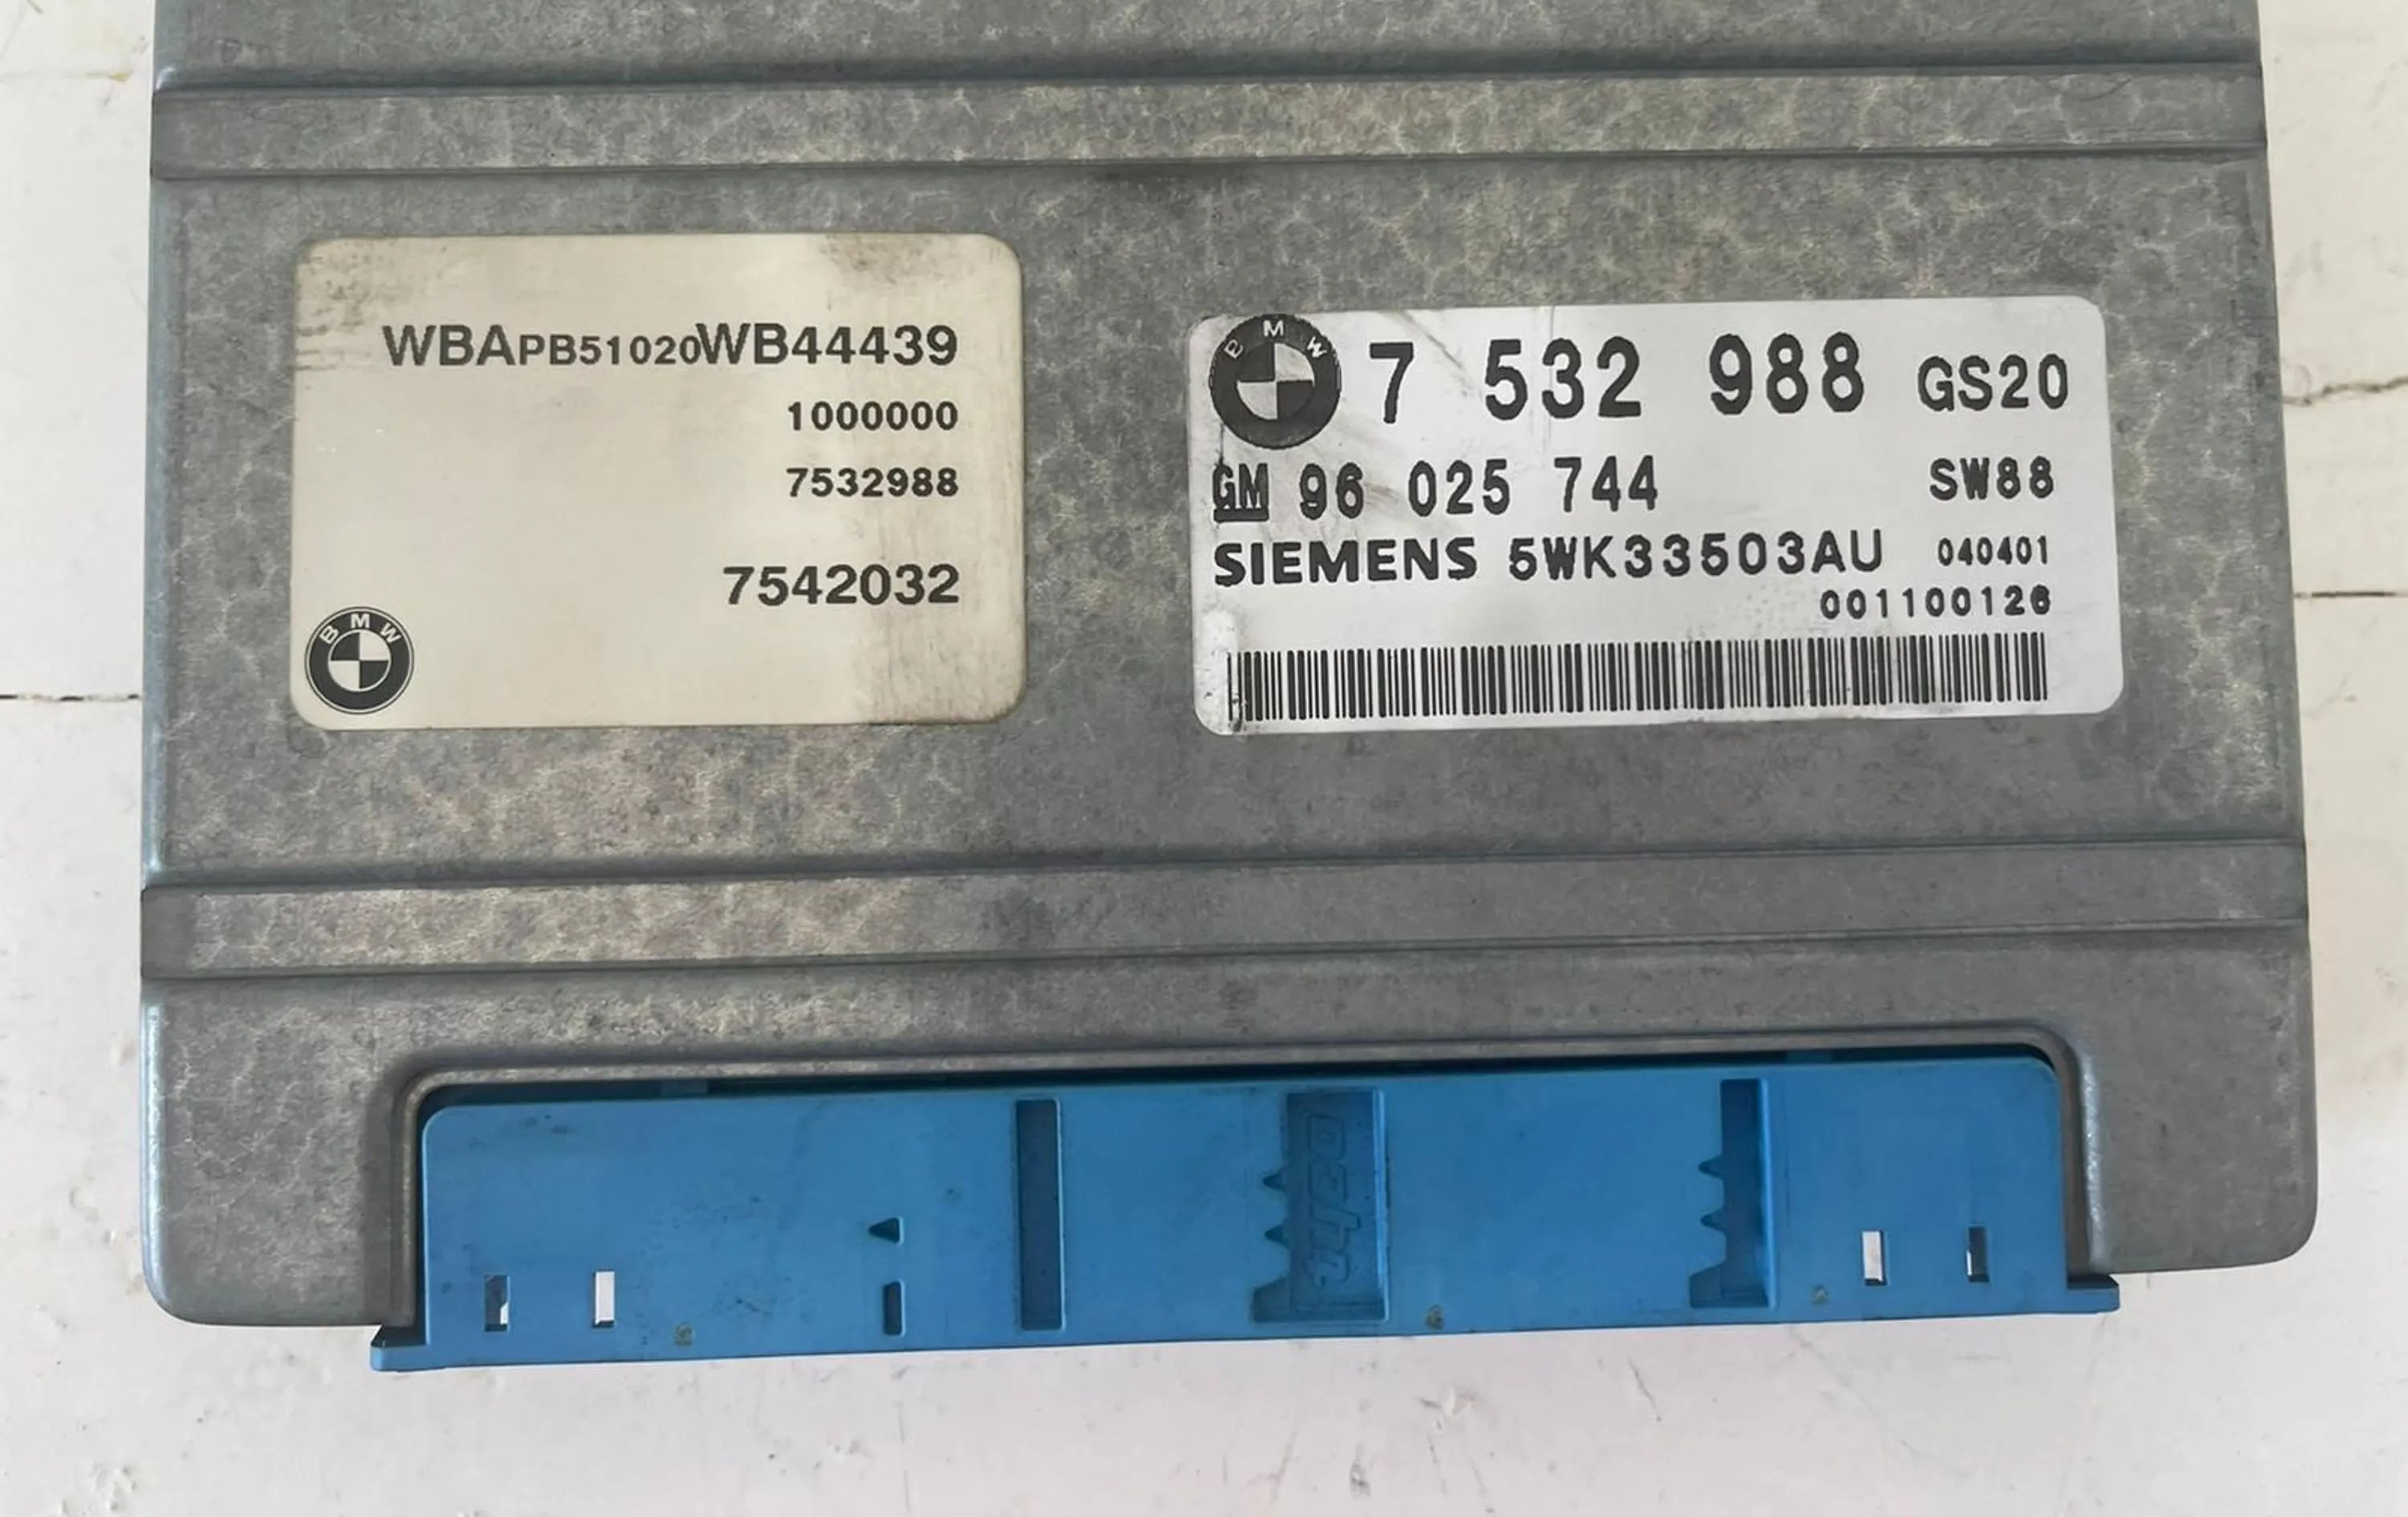 WBAPB51020WB44439
1000000
7532988
7542032
BMW
BMW 7 532 988 GS20
GM 96 025 744 SW88
SIEMENS 5WK33503AU 040401
001100126